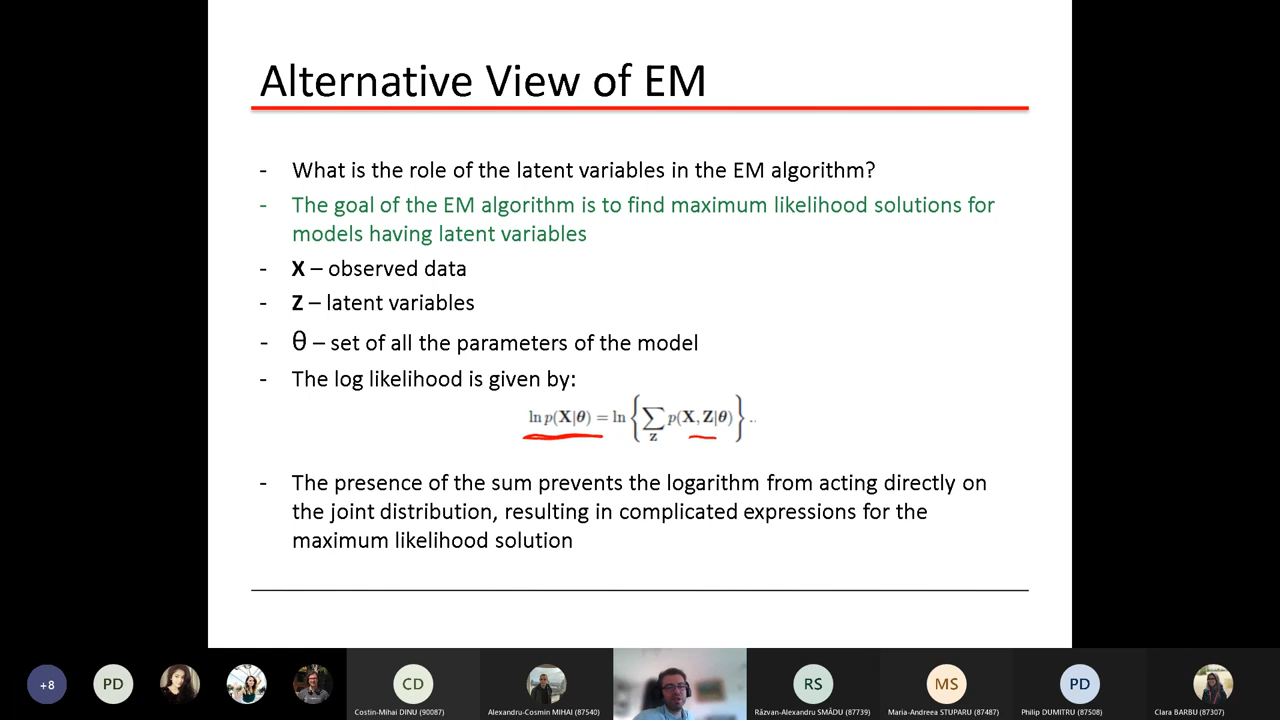 Alternative View of EM
- What is the role of the latent variables in the EM algorithm?
- The goal of the EM algorithm is to find maximum likelihood solutions for
models having latent variables
- X – observed data
- Z – latent variables
- θ – set of all the parameters of the model
- The log likelihood is given by:
ln p(X|θ) = ln { ∑_Z p(X, Z|θ) } ..
- The presence of the sum prevents the logarithm from acting directly on
the joint distribution, resulting in complicated expressions for the
maximum likelihood solution
+8 PD CD RS MS PD
Costin-Mihai DINU (90087) Alexandru-Cosmin MIHAI (87540) Răzvan-Alexandru SMĂDU (87739) Maria-Andreea STUPARU (87487) Philip DUMITRU (87508) Clara BARBU (87307)